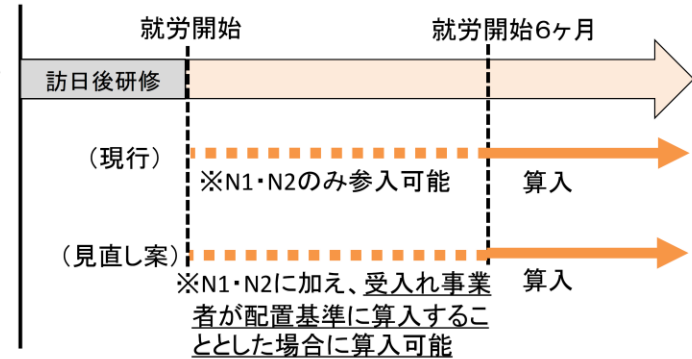 就労開始
就労開始６ヶ月
訪日後研修
（現行）
※N1・N2のみ参入可能
算入
（見直し案）
※N1・N2に加え、受入れ事業
者が配置基準に算入するこ
ととした場合に算入可能
算入